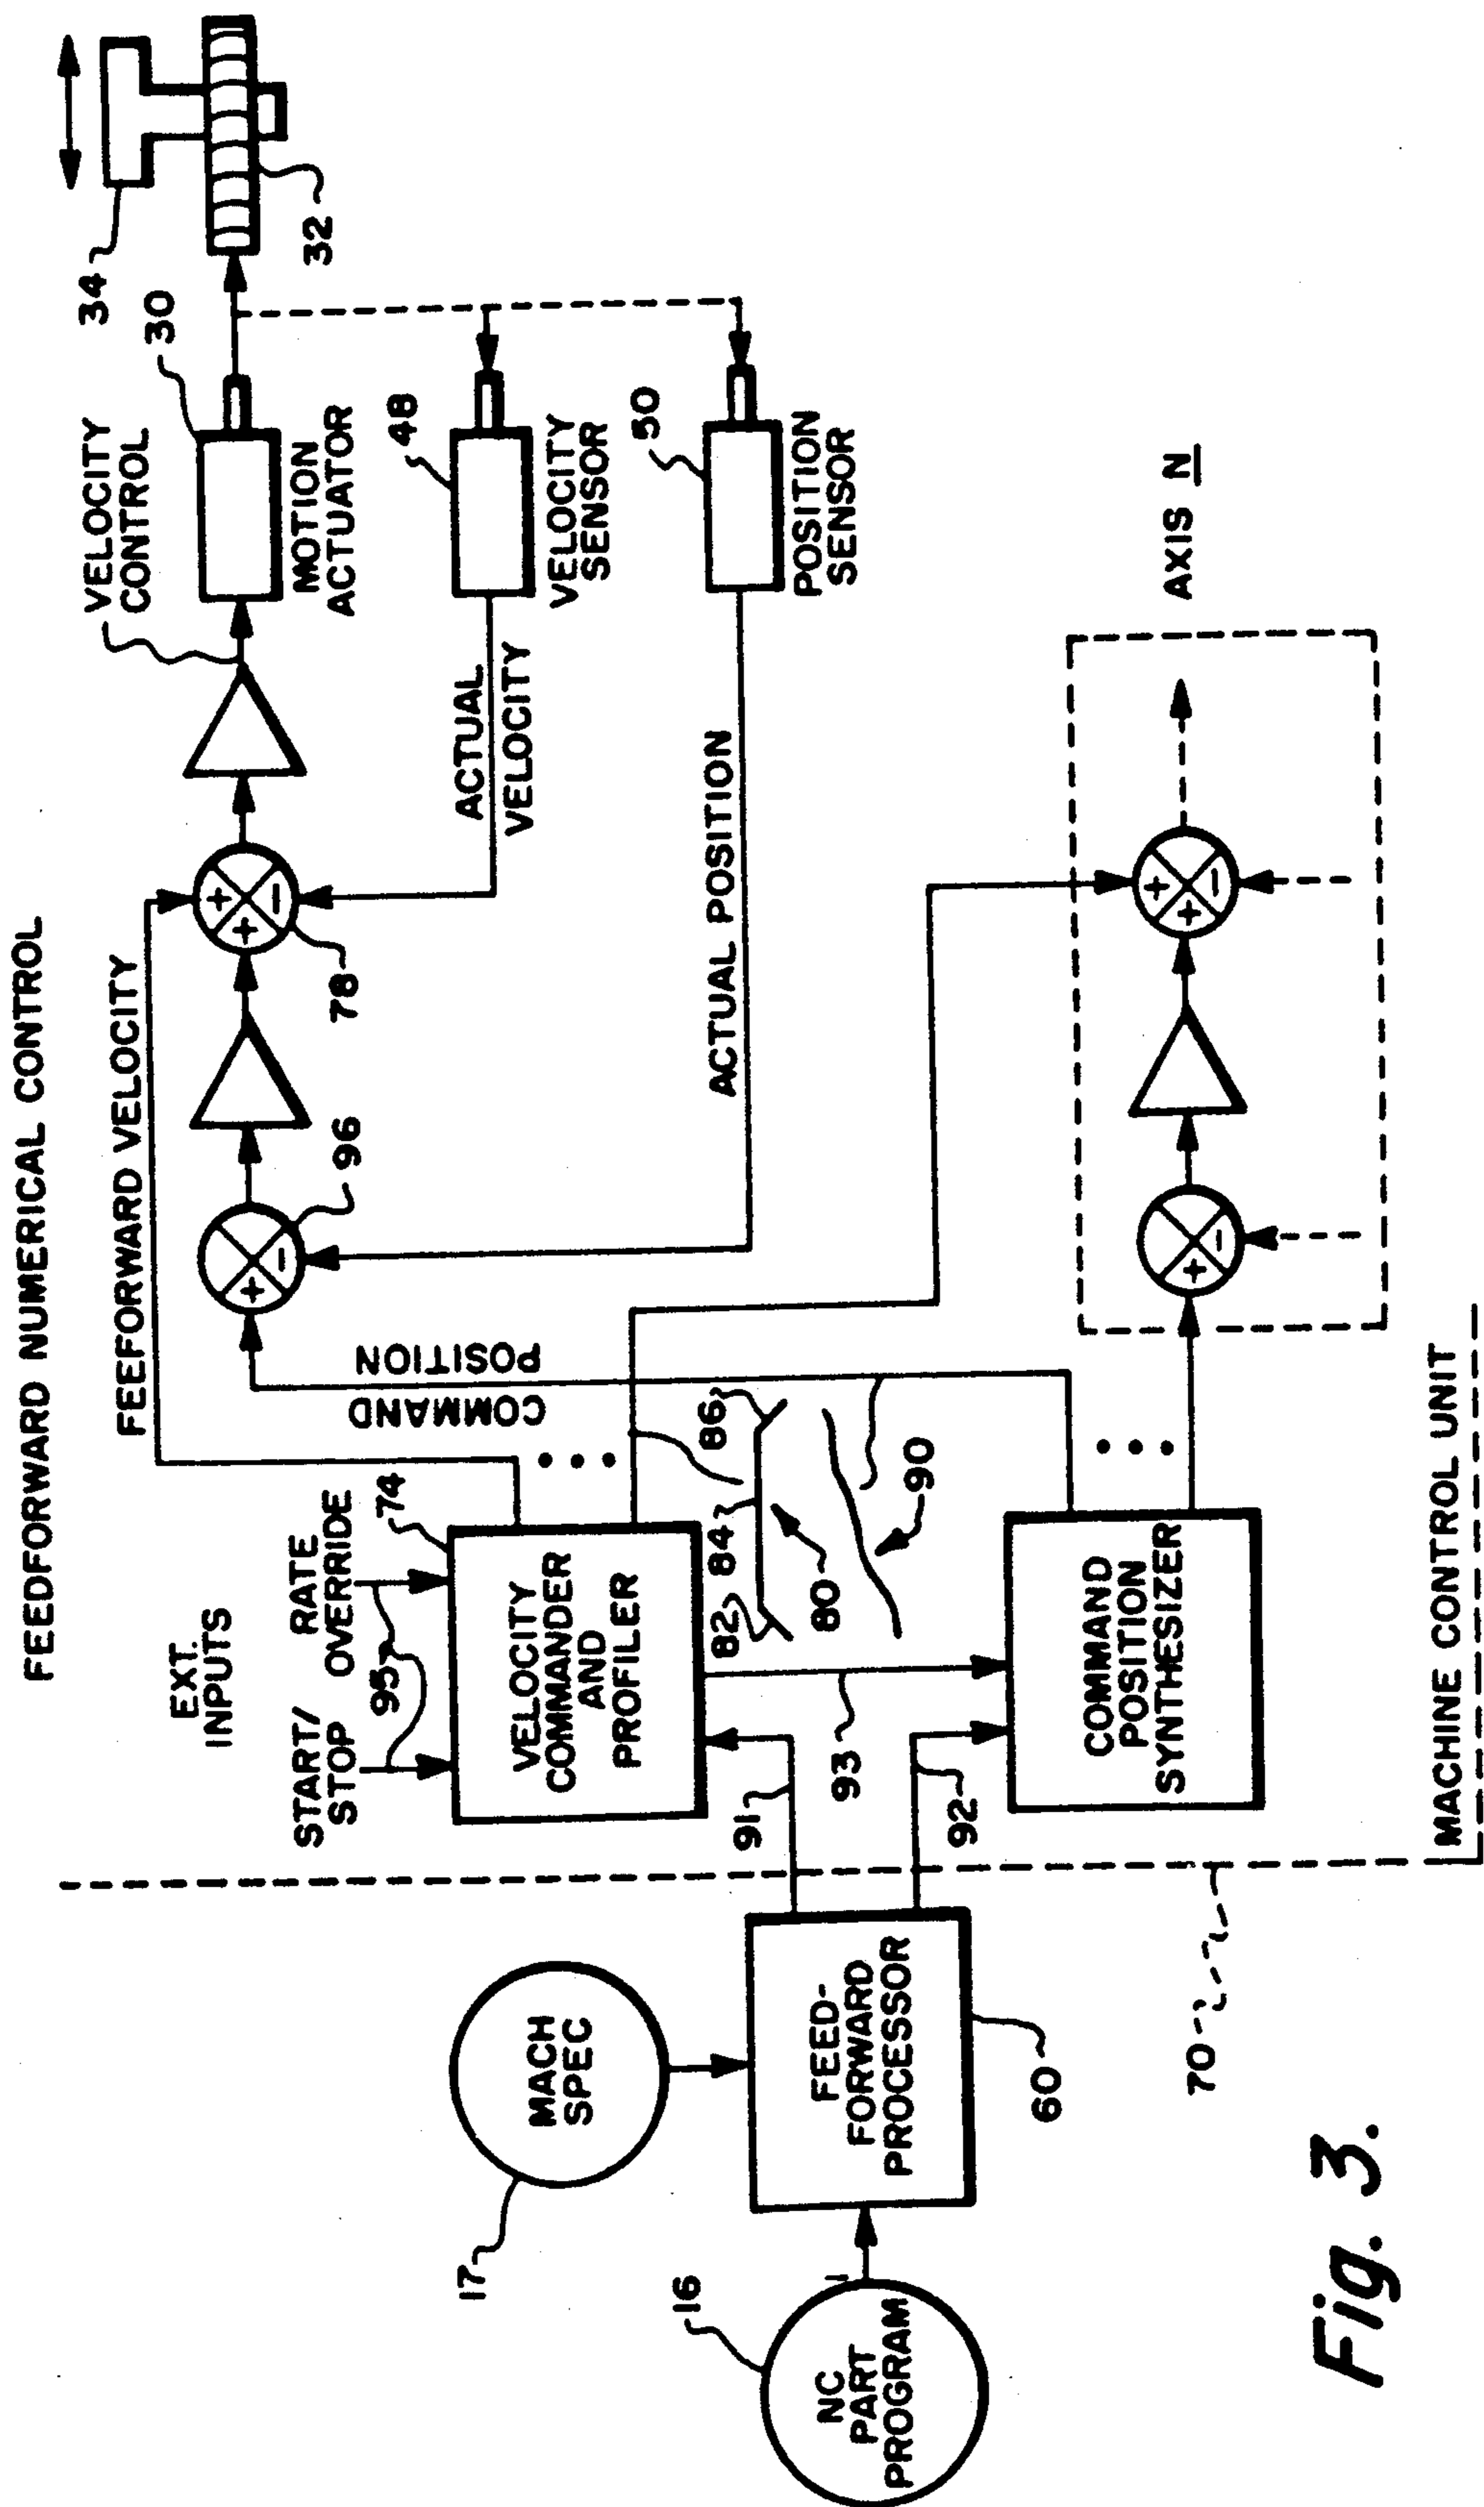 FEEDFORWARD NUMERICAL CONTROL
EXT.
INPUTS
START/
STOP
RATE
OVERRIDE
95
74
VELOCITY
COMMANDER
AND
PROFILER
FEEFORWARD VELOCITY
COMMAND
POSITION
96
78
VELOCITY
CONTROL
30
MOTION
ACTUATOR
34
32
ACTUAL
VELOCITY
48
VELOCITY
SENSOR
ACTUAL POSITION
50
POSITION
SENSOR
17
MACH
SPEC
16
NC
PART
PROGRAM
FEED-
FORWARD
PROCESSOR
60
91
92
93
82
84
86
80
90
COMMAND
POSITION
SYNTHESIZER
AXIS N
70
MACHINE CONTROL UNIT
Fig. 3.